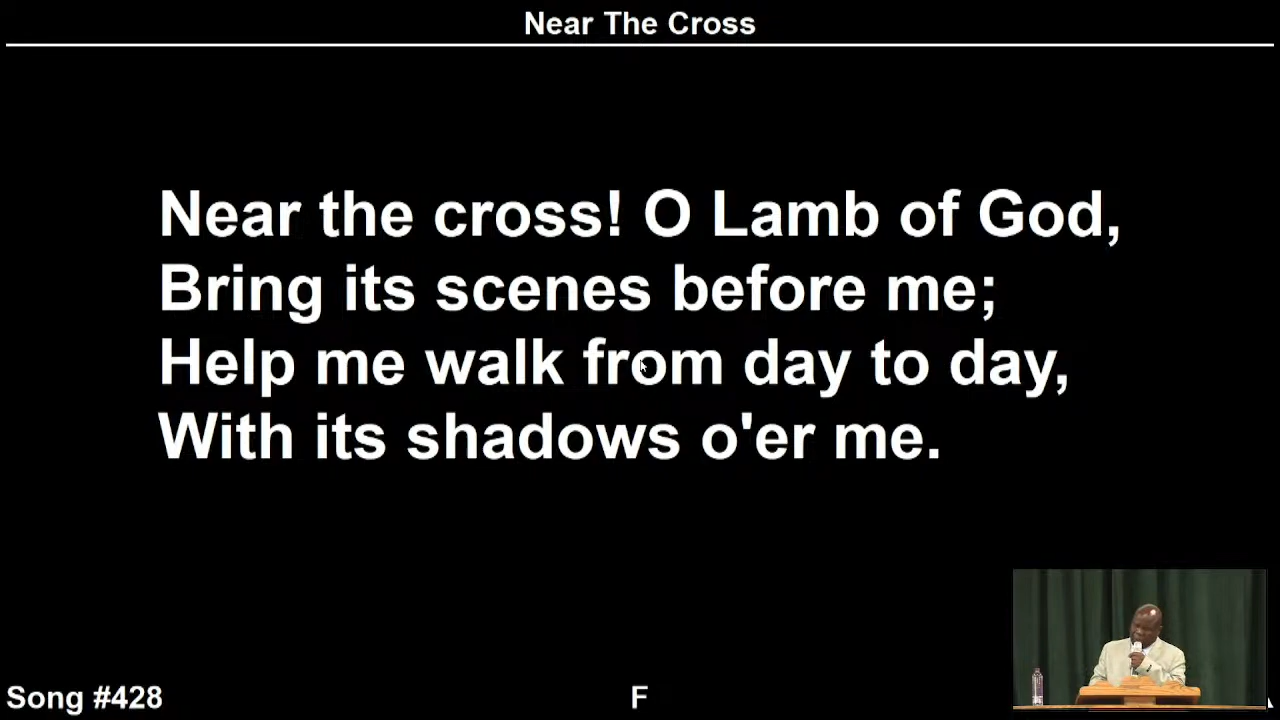 Near The Cross
Near the cross! O Lamb of God,
Bring its scenes before me;
Help me walk from day to day,
With its shadows o'er me.
Song #428
F